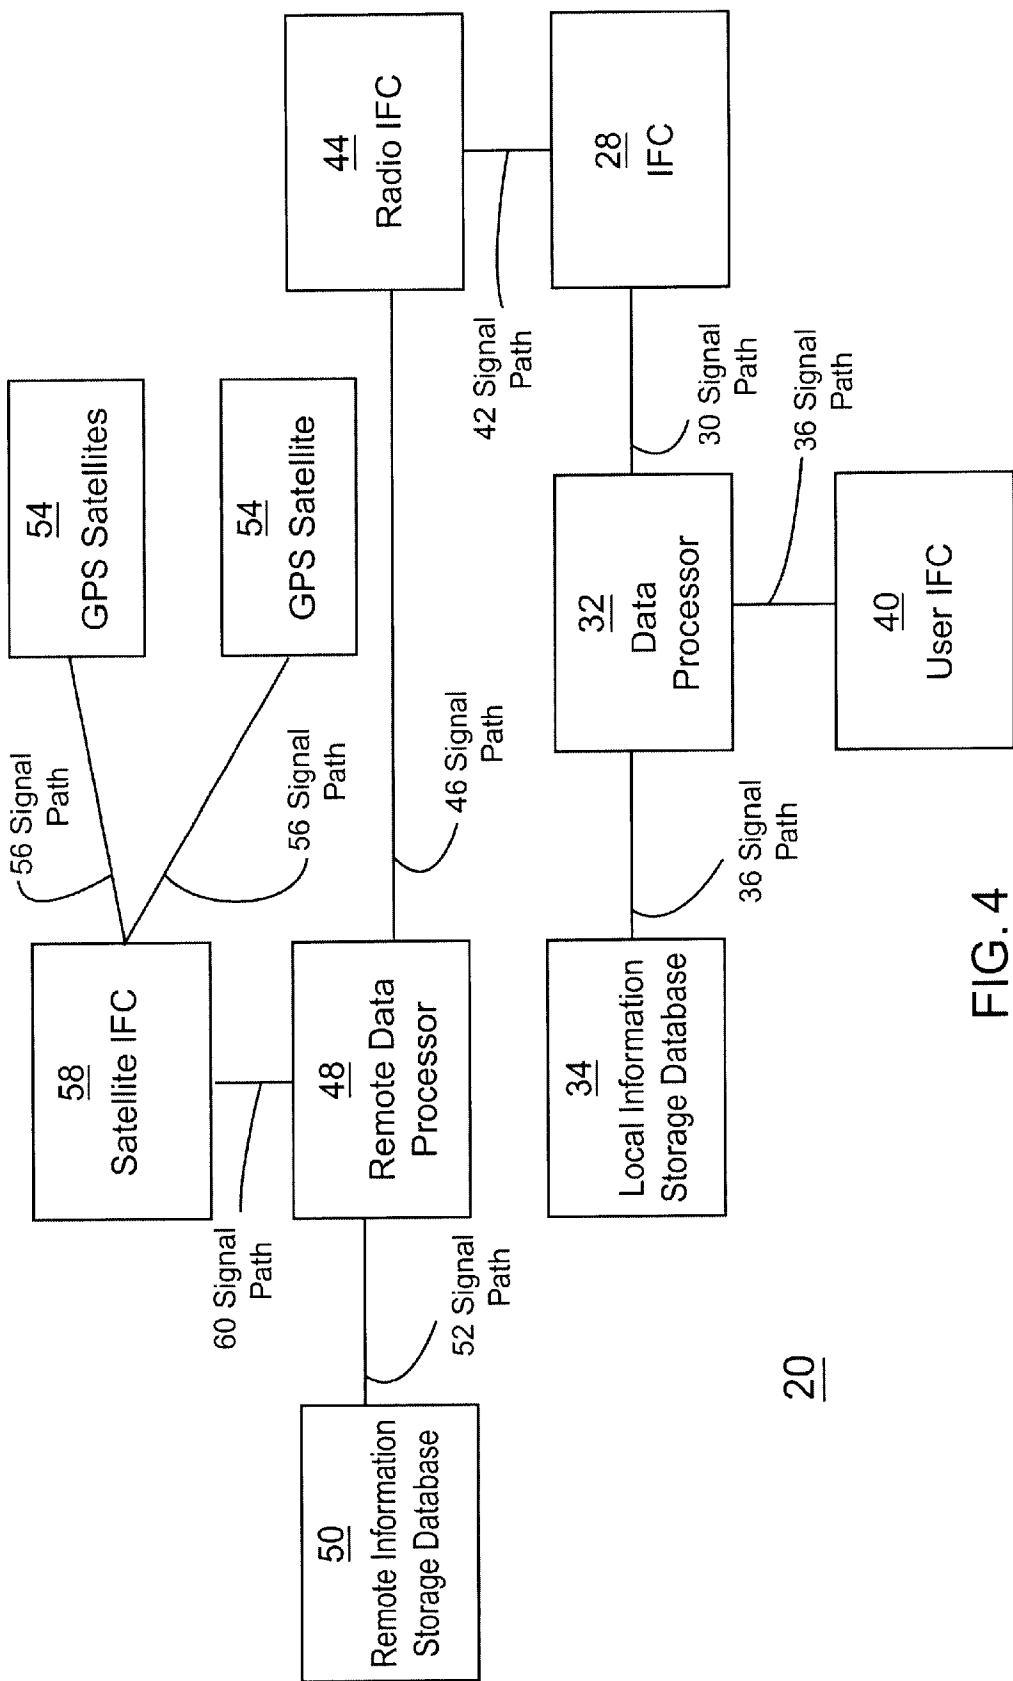 54
GPS Satellites
56 Signal
Path
58
Satellite IFC
54
GPS Satellite
56 Signal
Path
60 Signal
Path
44
Radio IFC
46 Signal
Path
48
Remote Data
Processor
52 Signal
Path
50
Remote Information
Storage Database
42 Signal
Path
28
IFC
30 Signal
Path
32
Data
Processor
36 Signal
Path
34
Local Information
Storage Database
36 Signal
Path
40
User IFC
20
FIG. 4